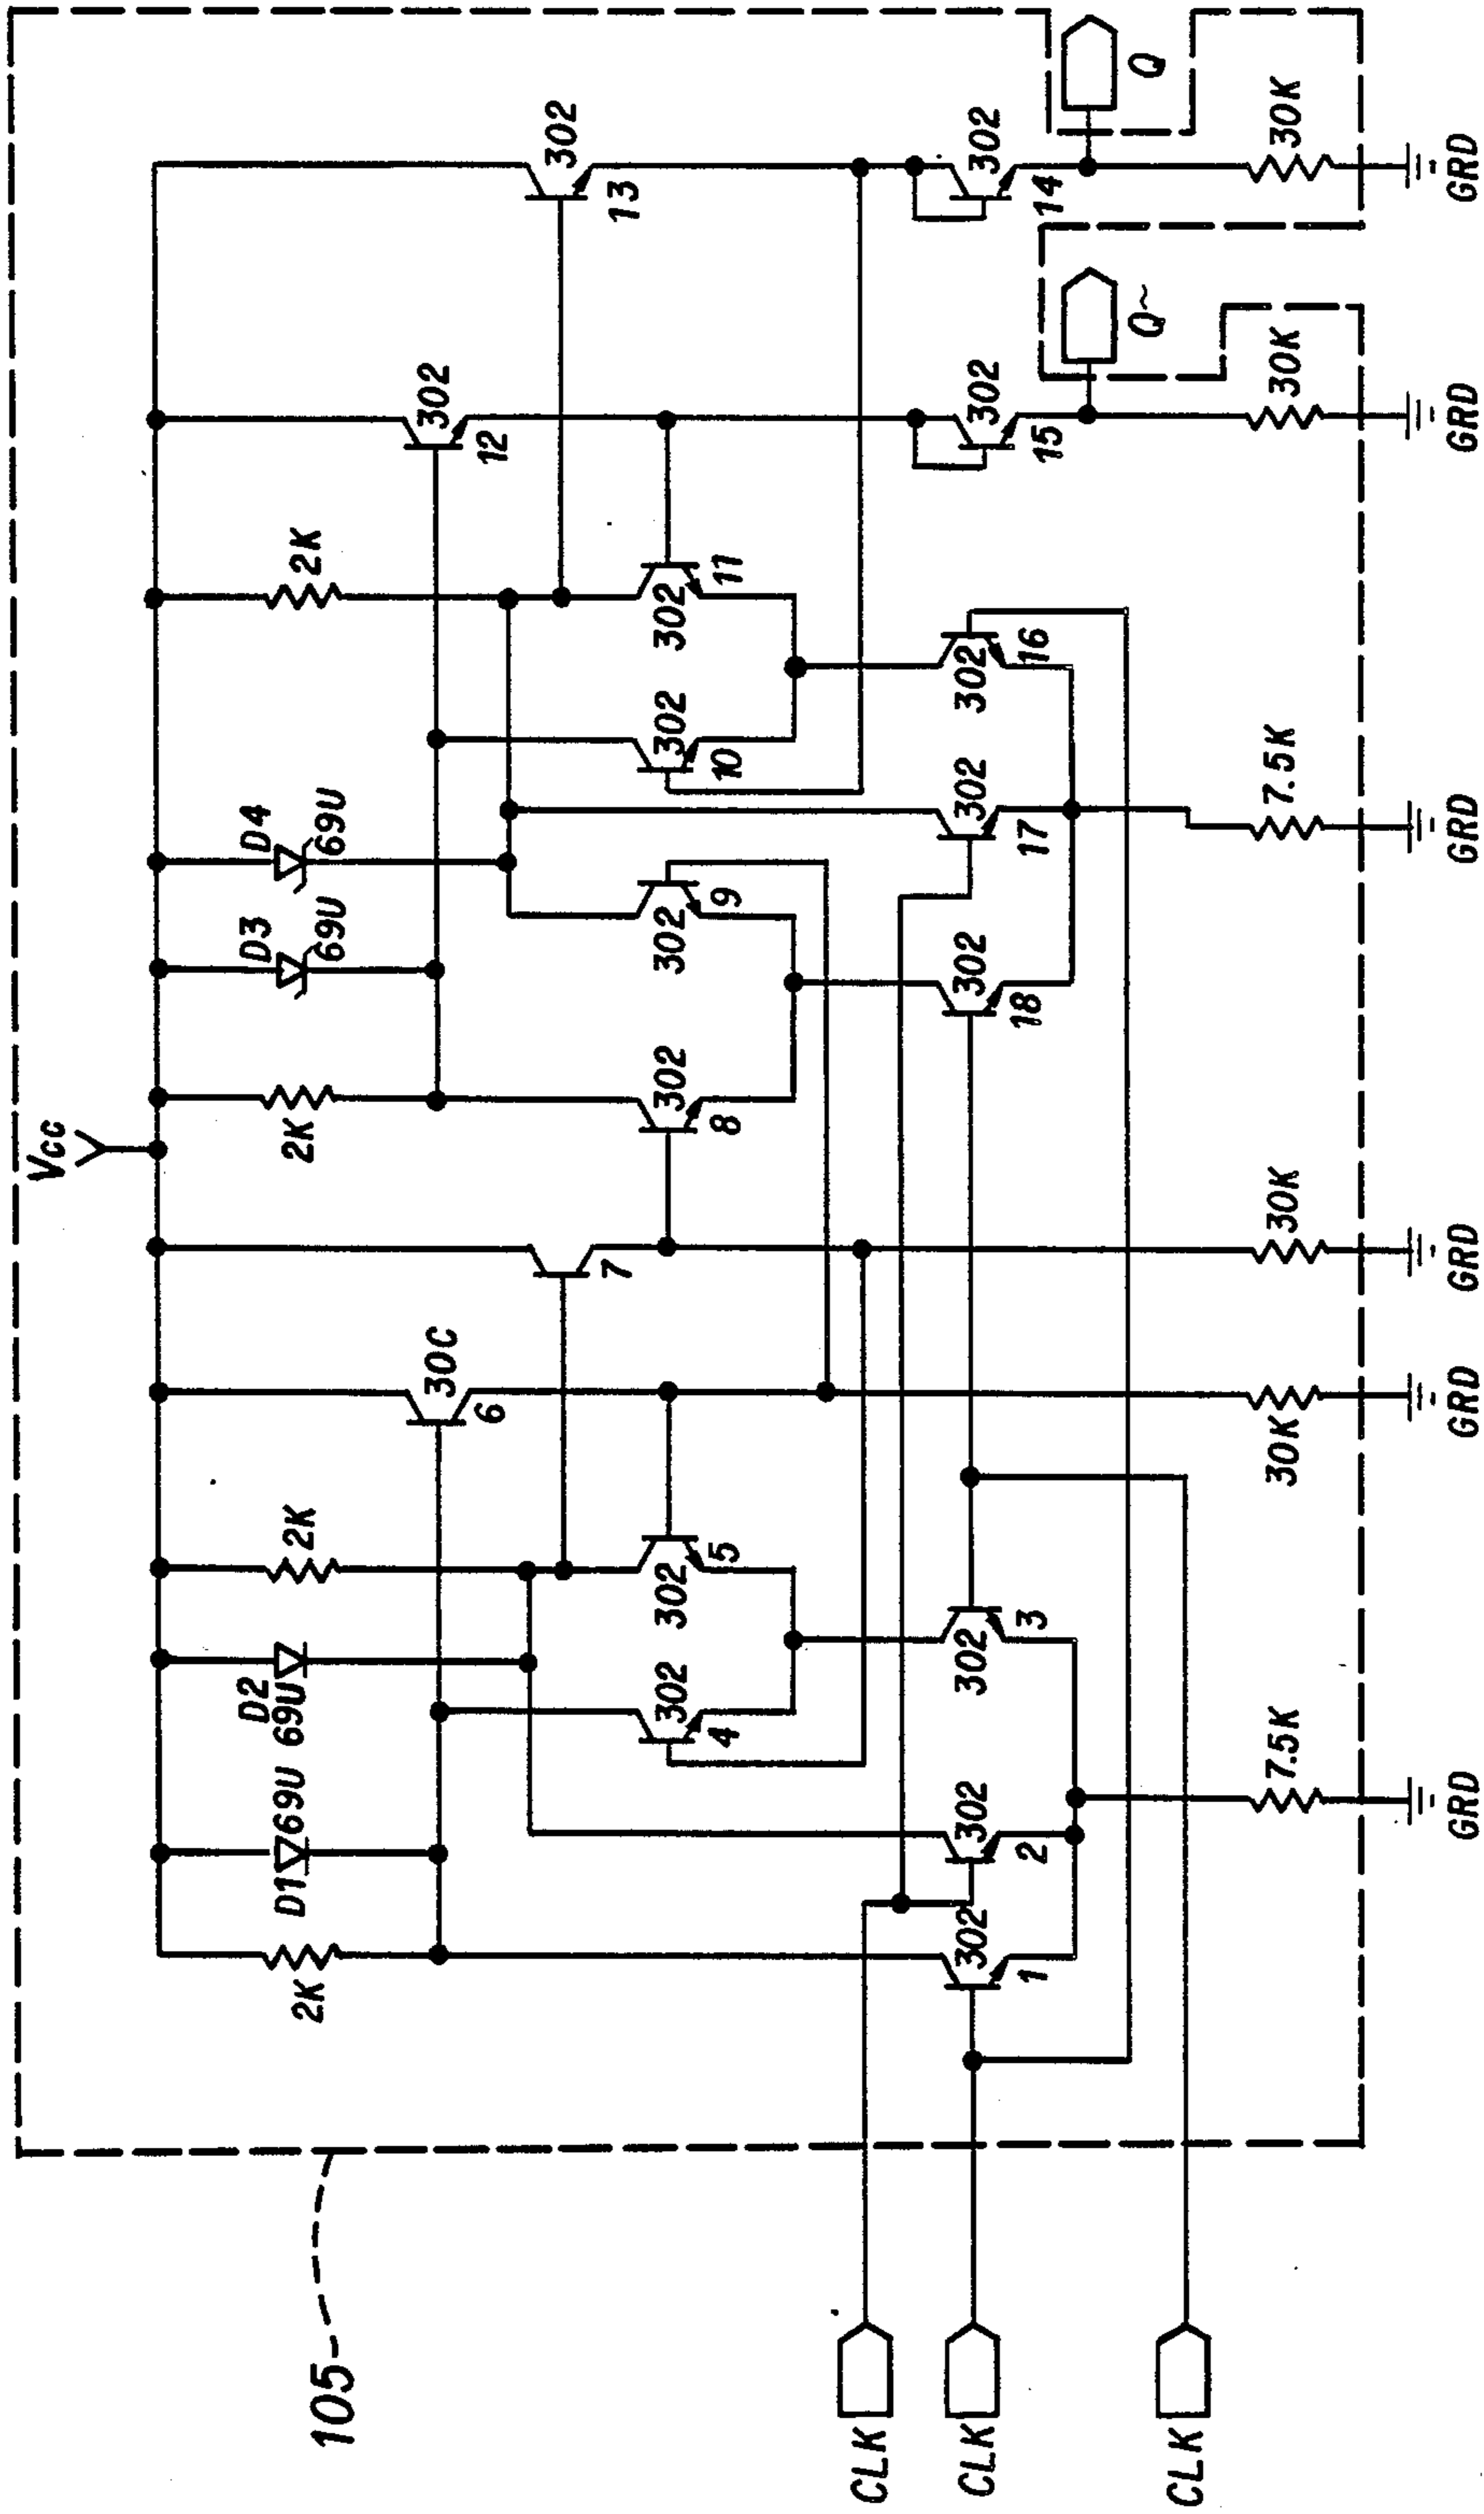 Vcc
D2 D3 D4
2K D1 69U 69U 2K 2K 69U 69U 2K
105
30C 302
6 12
302
7 13
302 302 302 302 302 302
4 5 8 9 10 11
CLK
CLK 302 302 302 302 302 302 302 302
1 2 3 18 17 16 15 14
Q~ Q
CLK
7.5K 30K 30K 7.5K 30K 30K
GRD GRD GRD GRD GRD GRD